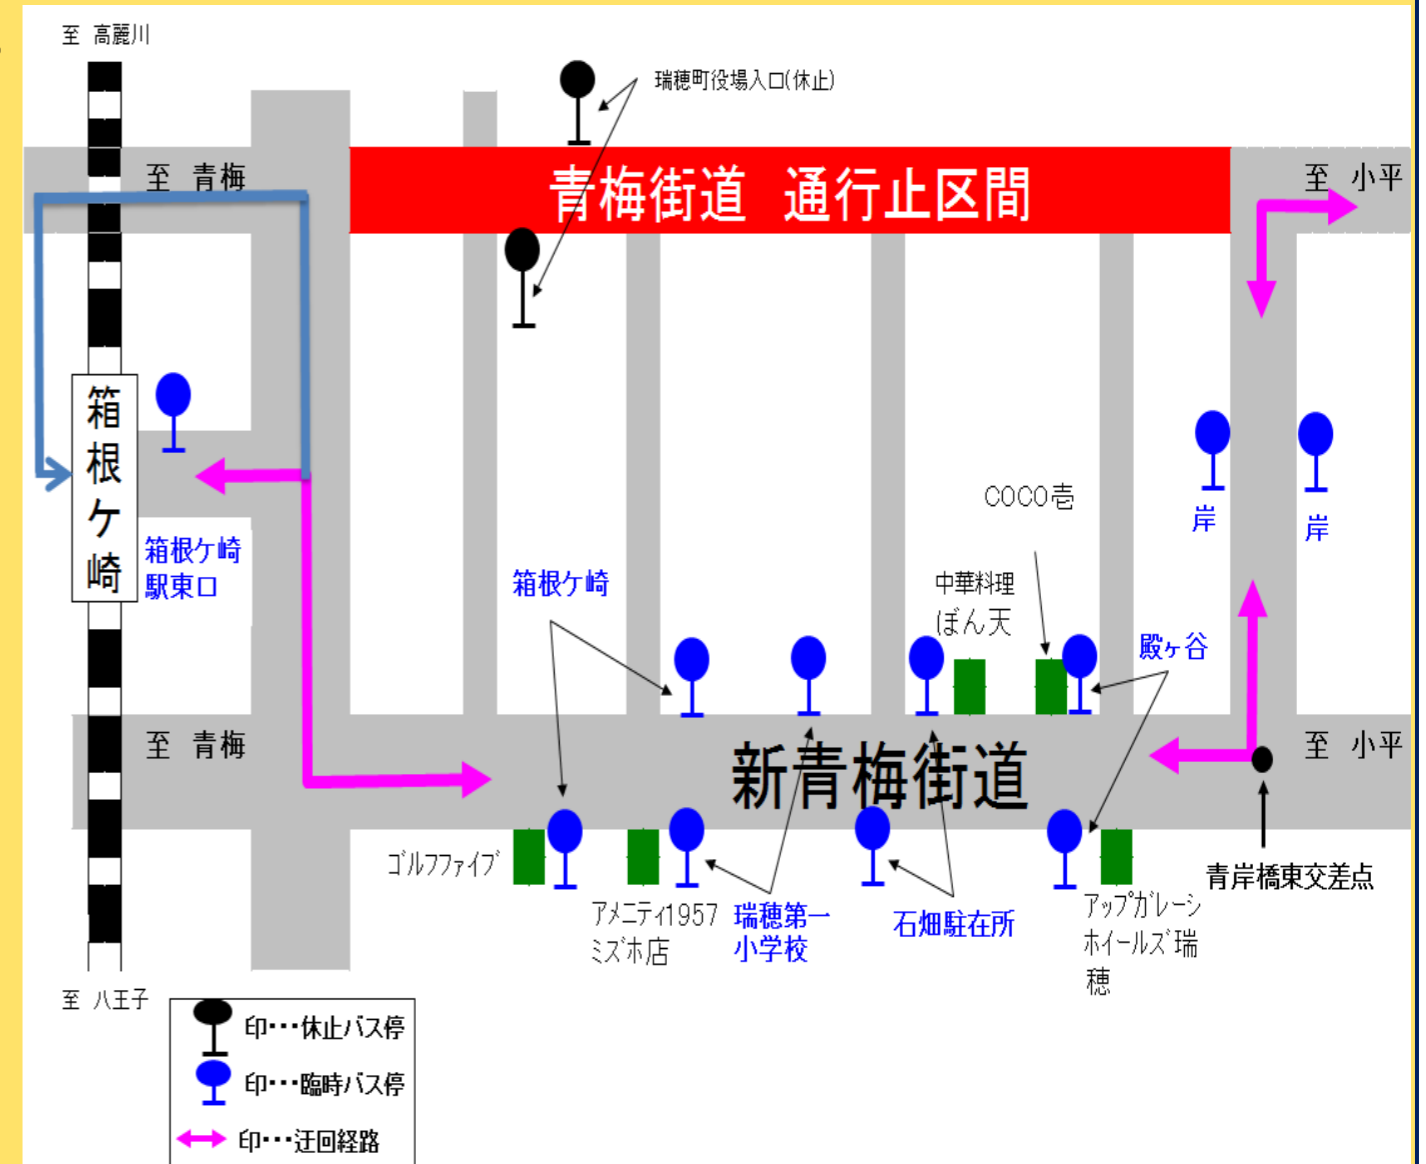 至 高麗川
瑞穂町役場入口(休止)
至 青梅
青梅街道 通行止区間
至 小平
箱根ケ崎
箱根ケ崎
駅東口
箱根ケ崎
COCO壱
中華料理
ぼん天
殿ヶ谷
岸
岸
至 青梅
新青梅街道
至 小平
ゴルフファイブ
アメニティ1957
ミズホ店
瑞穂第一
小学校
石畑駐在所
アップガレージ
ホイールズ瑞
穂
青岸橋東交差点
至 八王子
印・・・休止バス停
印・・・臨時バス停
印・・・迂回経路